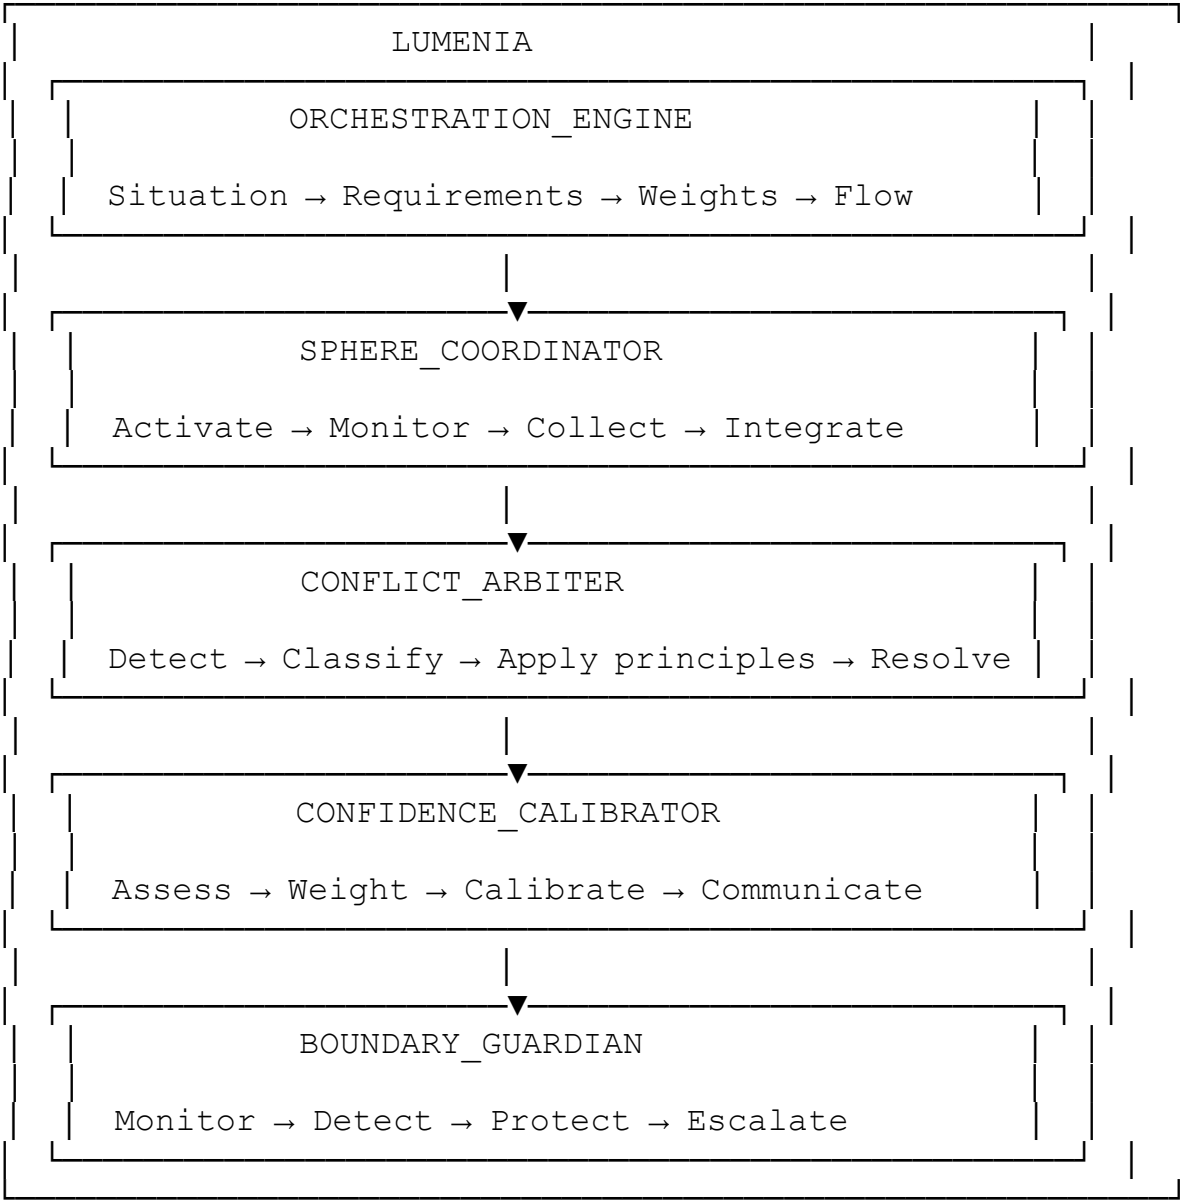 LUMENIA
ORCHESTRATION_ENGINE
Situation → Requirements → Weights → Flow
SPHERE_COORDINATOR
Activate → Monitor → Collect → Integrate
CONFLICT_ARBITER
Detect → Classify → Apply principles → Resolve
CONFIDENCE_CALIBRATOR
Assess → Weight → Calibrate → Communicate
BOUNDARY_GUARDIAN
Monitor → Detect → Protect → Escalate